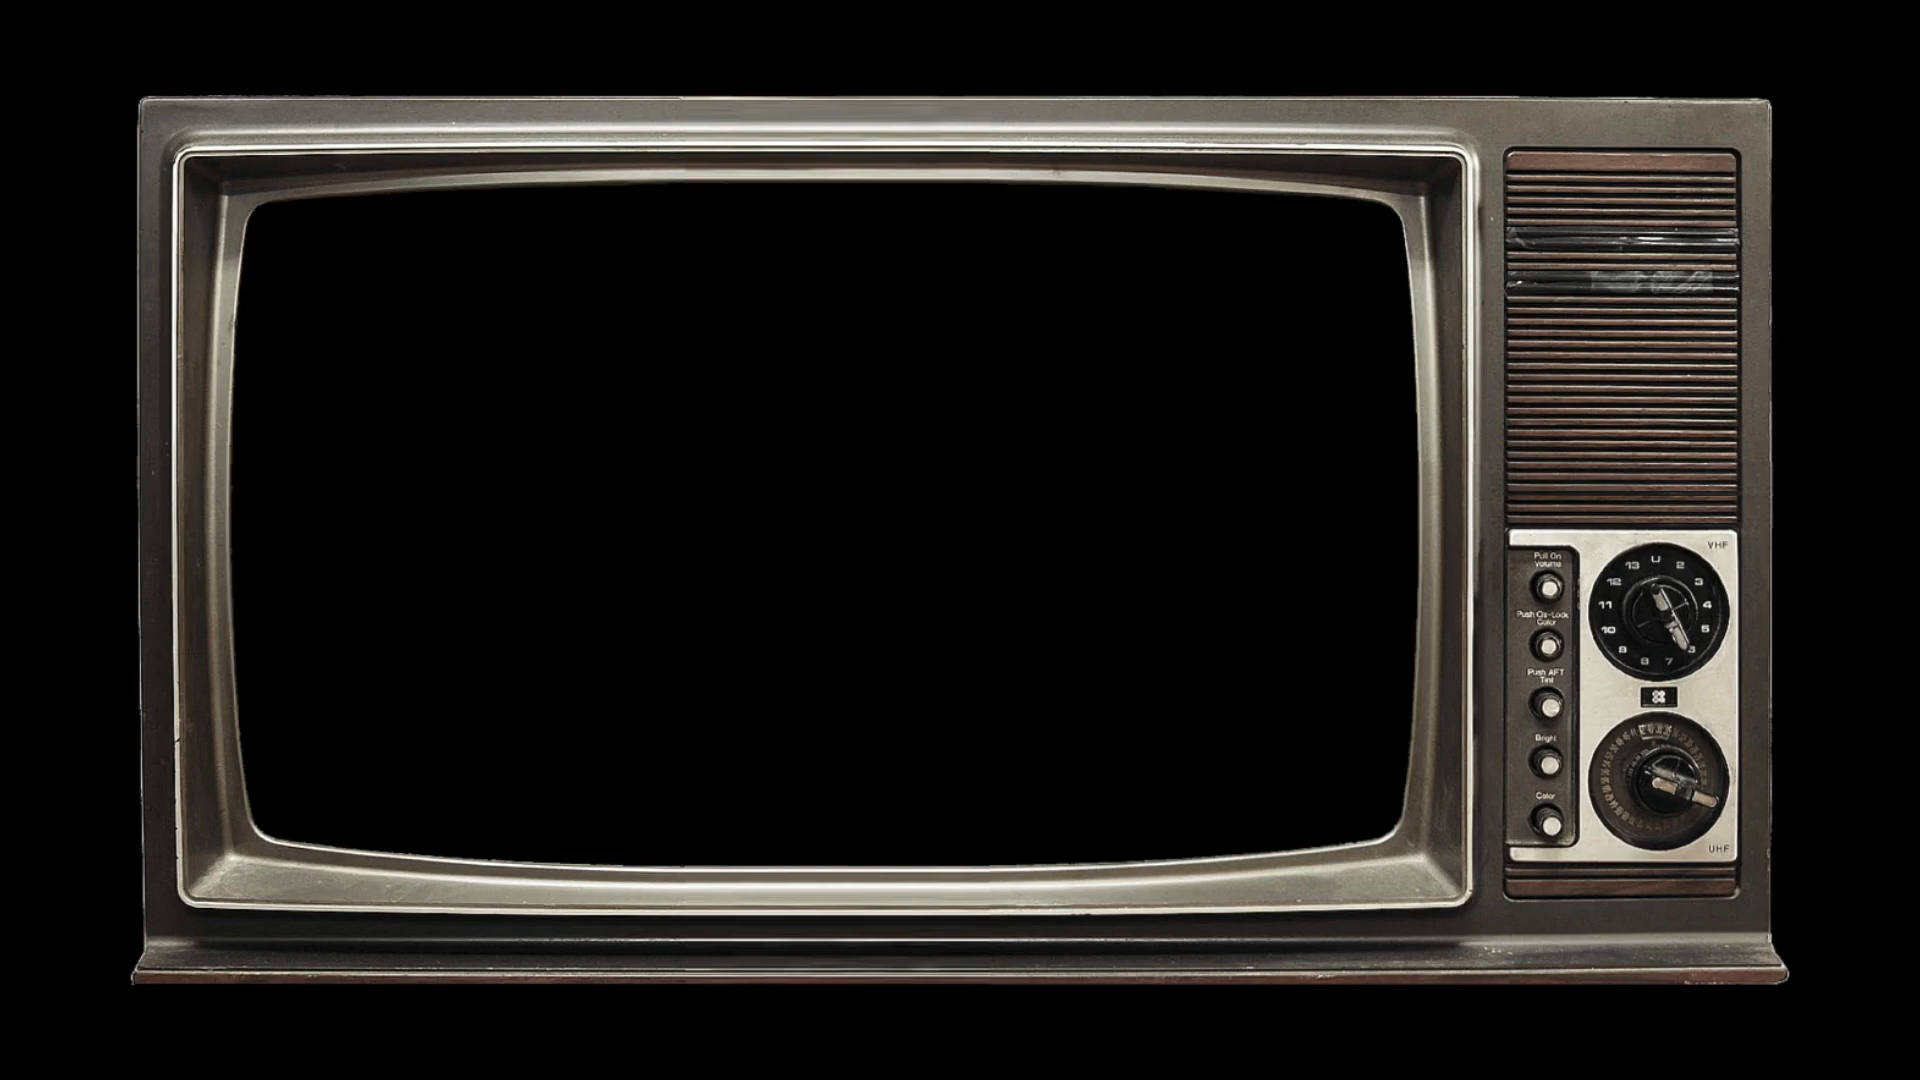 VHF
Pull On
Volume
Push On-Lock
Color
Push AFT
Tint
Bright
Color
U
2
3
4
5
7
8
9
10
11
12
13
UHF